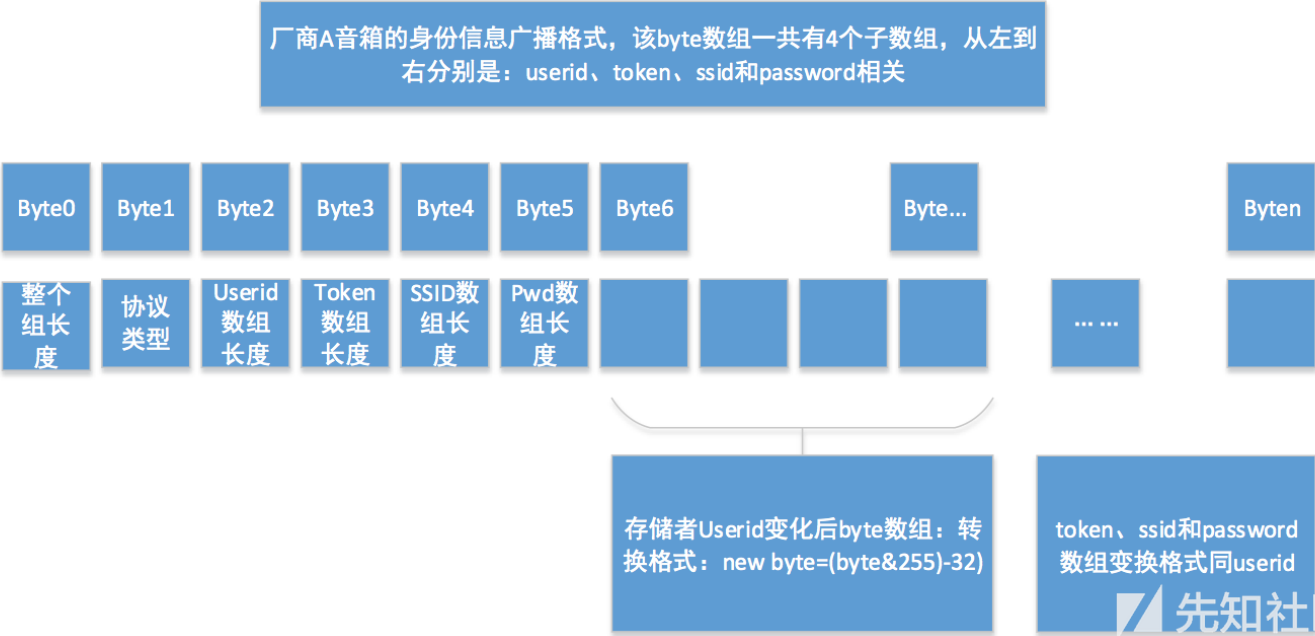 厂商A音箱的身份信息广播格式，该byte数组一共有4个子数组，从左到
右分别是：userid、token、ssid和password相关
Byte0
Byte1
Byte2
Byte3
Byte4
Byte5
Byte6
Byte...
Byten
整个
组长
度
协议
类型
Userid
数组
长度
Token
数组
长度
SSID数
组长
度
Pwd数
组长
度
... ...
存储者Userid变化后byte数组：转
换格式：new byte=(byte&255)-32)
token、ssid和password
数组变换格式同userid
先知社